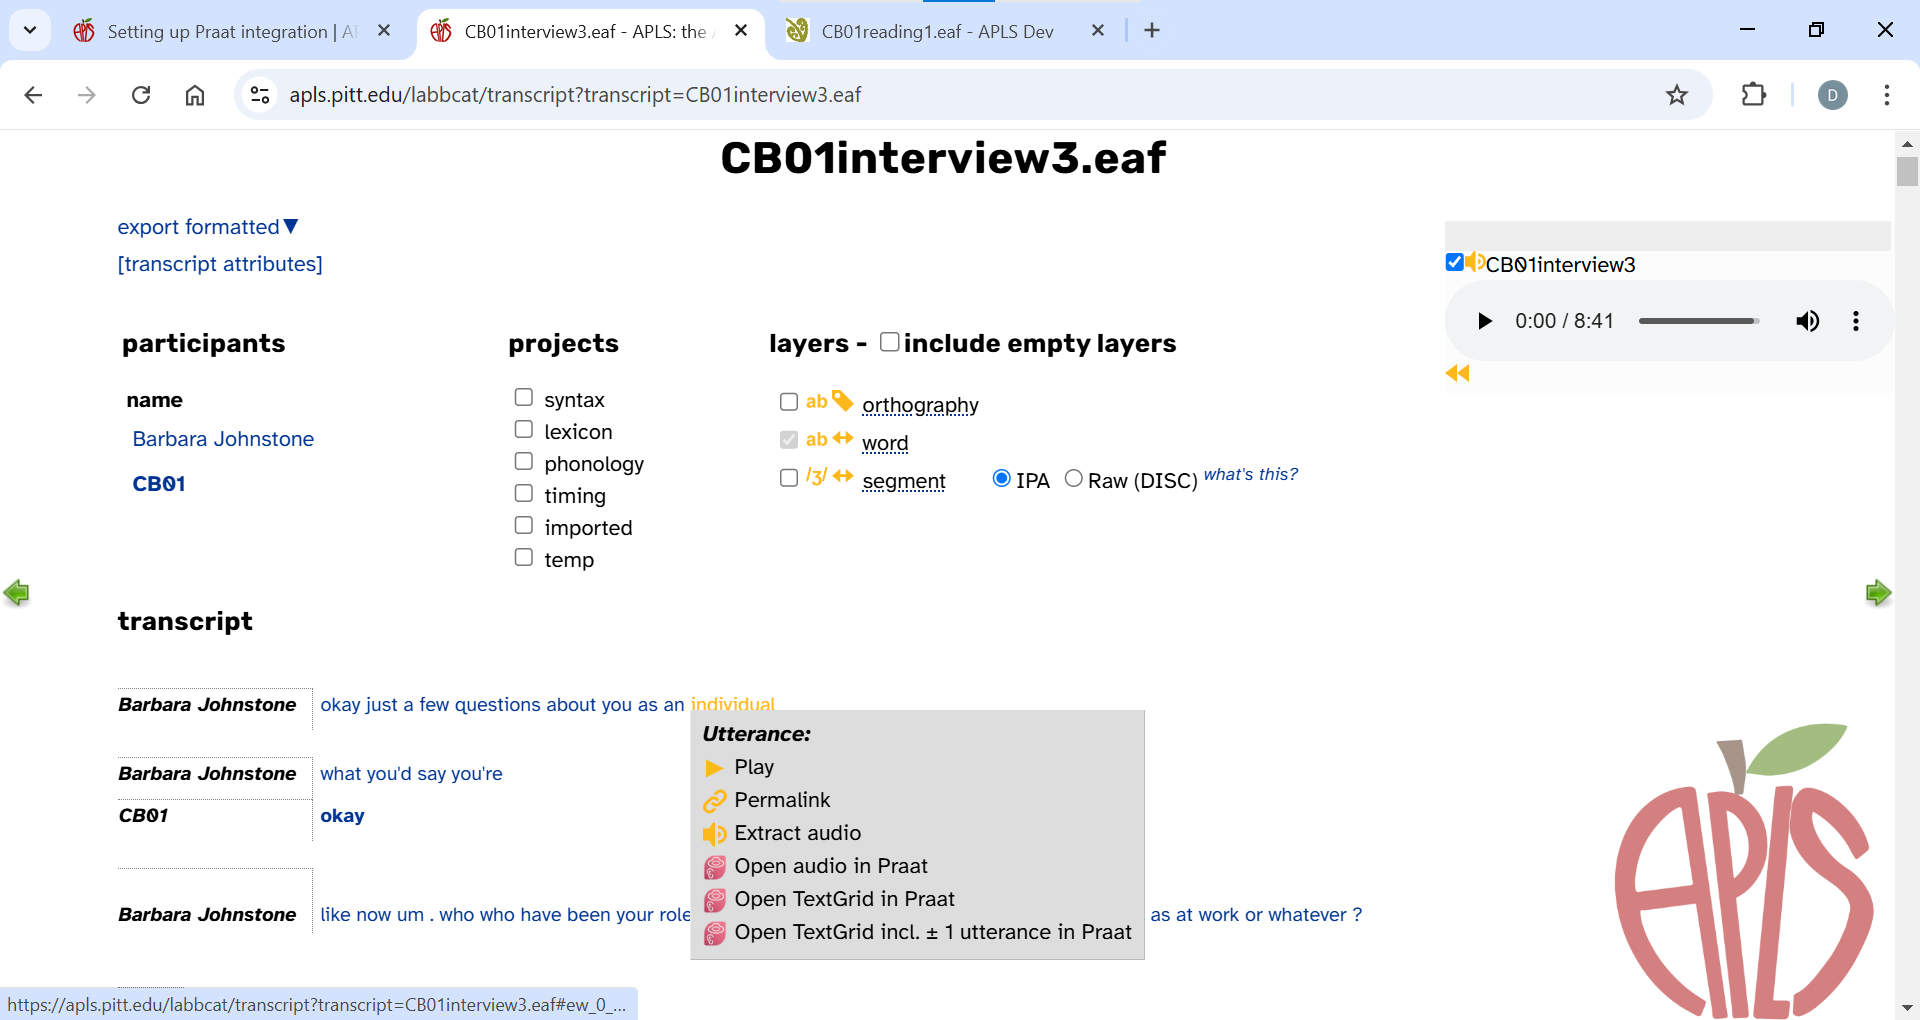 Setting up Praat integration | AP
CB01interview3.eaf - APLS: the A
CB01reading1.eaf - APLS Dev
apls.pitt.edu/labbcat/transcript?transcript=CB01interview3.eaf
D
CB01interview3.eaf
export formatted▼
[transcript attributes]
CB01interview3
0:00 / 8:41
participants
projects
layers - include empty layers
name
Barbara Johnstone
CB01
syntax
lexicon
phonology
timing
imported
temp
ab orthography
ab word
/ʒ/ segment IPA Raw (DISC) what's this?
transcript
Barbara Johnstone okay just a few questions about you as an individual
Barbara Johnstone what you'd say you're
CB01 okay
Barbara Johnstone like now um . who who have been your role as at work or whatever ?
Utterance:
Play
Permalink
Extract audio
Open audio in Praat
Open TextGrid in Praat
Open TextGrid incl. ± 1 utterance in Praat
APLS
https://apls.pitt.edu/labbcat/transcript?transcript=CB01interview3.eaf#ew_0_...